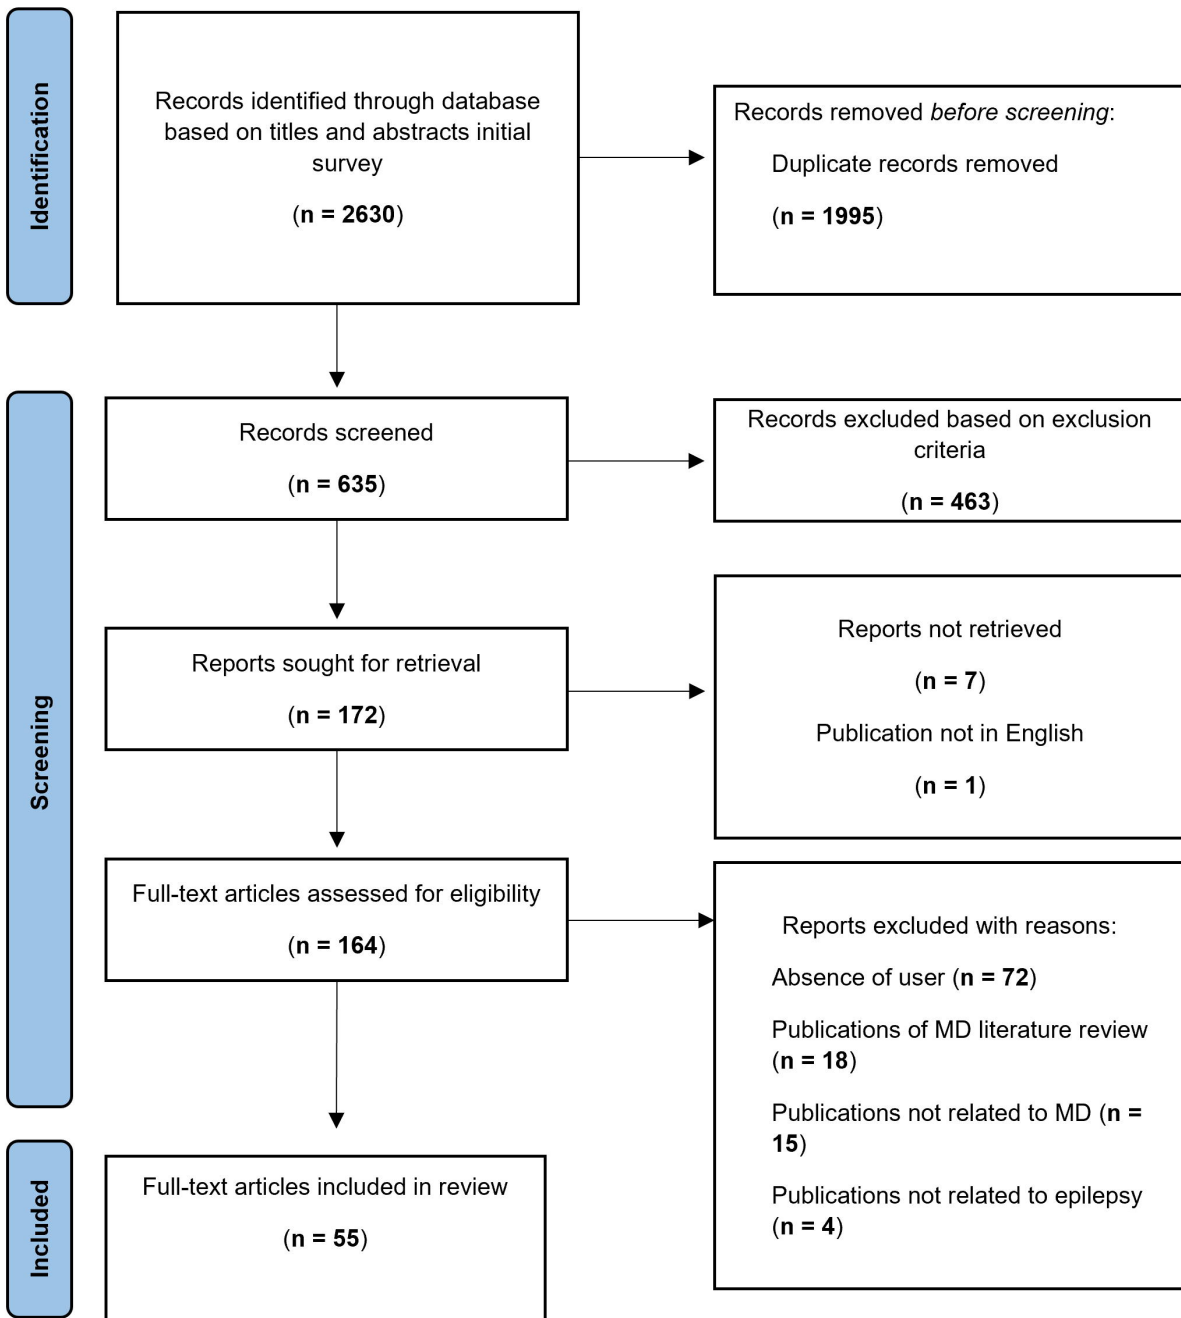 Identification
Records identified through database
based on titles and abstracts initial
survey
(n = 2630)
Records removed before screening:
Duplicate records removed
(n = 1995)
Screening
Records screened
(n = 635)
Records excluded based on exclusion
criteria
(n = 463)
Reports sought for retrieval
(n = 172)
Reports not retrieved
(n = 7)
Publication not in English
(n = 1)
Full-text articles assessed for eligibility
(n = 164)
Reports excluded with reasons:
Absence of user (n = 72)
Publications of MD literature review
(n = 18)
Publications not related to MD (n =
15)
Publications not related to epilepsy
(n = 4)
Included
Full-text articles included in review
(n = 55)